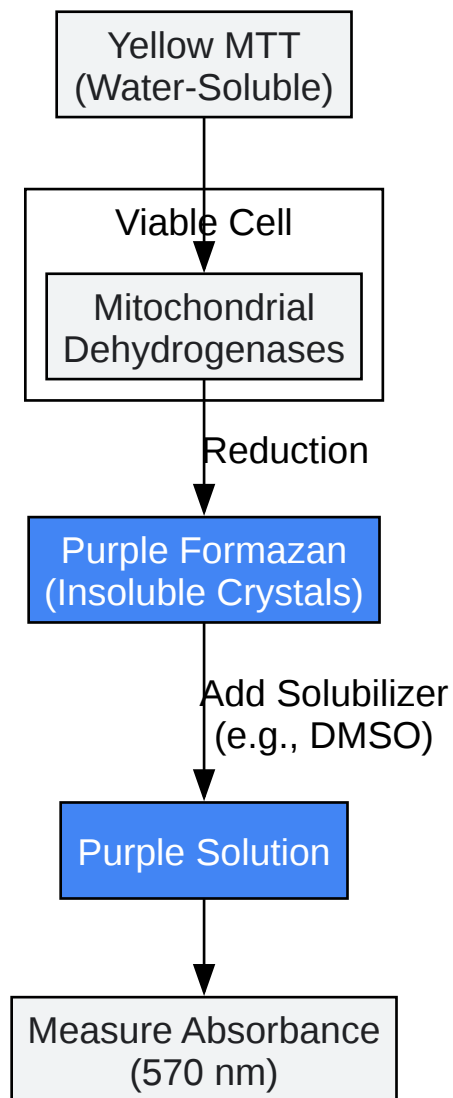 Yellow MTT
(Water-Soluble)
Viable Cell
Mitochondrial
Dehydrogenases
Reduction
Purple Formazan
(Insoluble Crystals)
Add Solubilizer
(e.g., DMSO)
Purple Solution
Measure Absorbance
(570 nm)